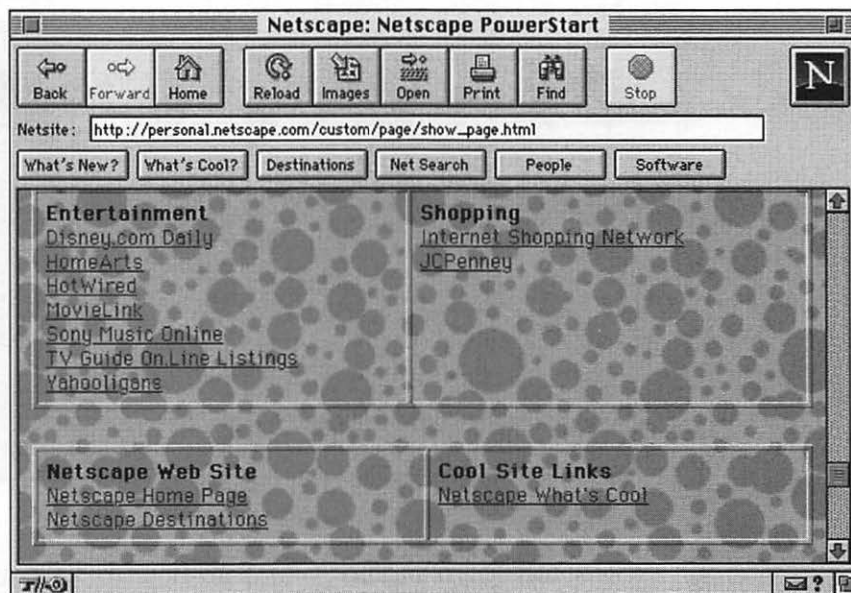 Netscape: Netscape PowerStart
Back Forward Home Reload Images Open Print Find Stop N
Netsite: http://personal.netscape.com/custom/page/show_page.html
What's New? What's Cool? Destinations Net Search People Software
Entertainment
Disney.com Daily
HomeArts
HotWired
MovieLink
Sony Music Online
TV Guide On.Line Listings
Yahooligans
Shopping
Internet Shopping Network
JCPenney
Netscape Web Site
Netscape Home Page
Netscape Destinations
Cool Site Links
Netscape What's Cool
?